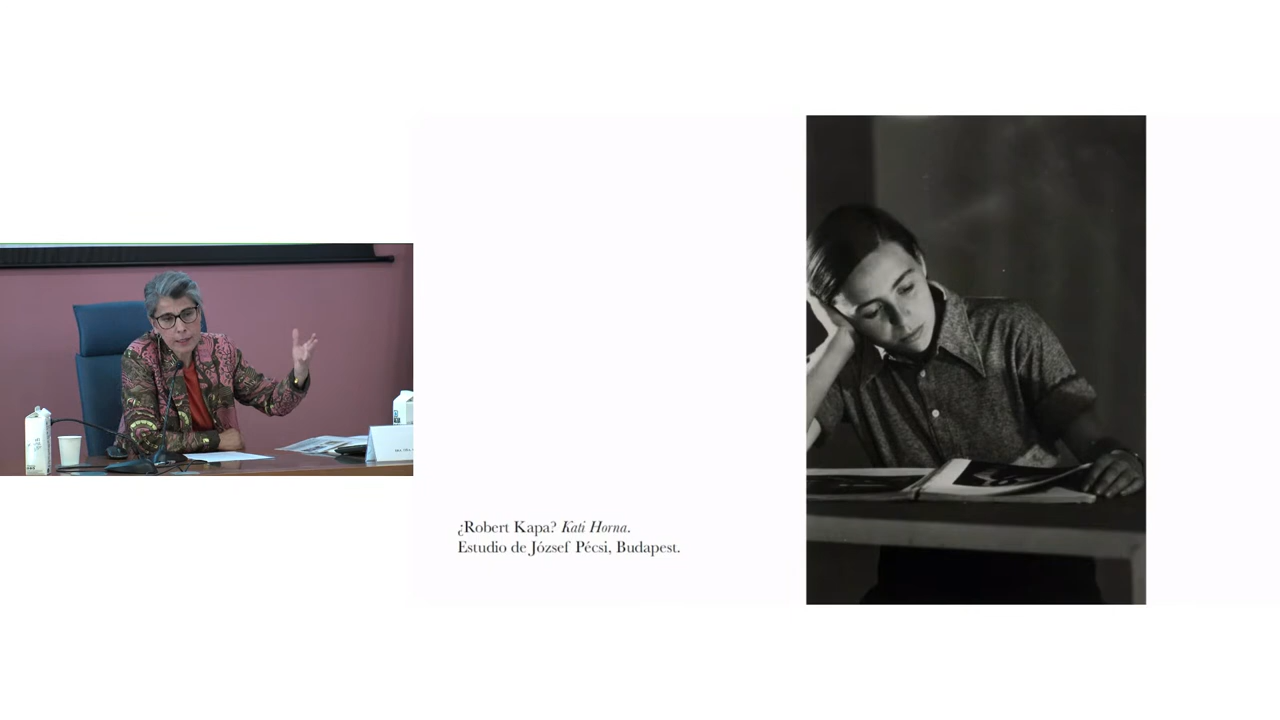 ¿Robert Kapa? Kati Horna.
Estudio de József Pécsi, Budapest.